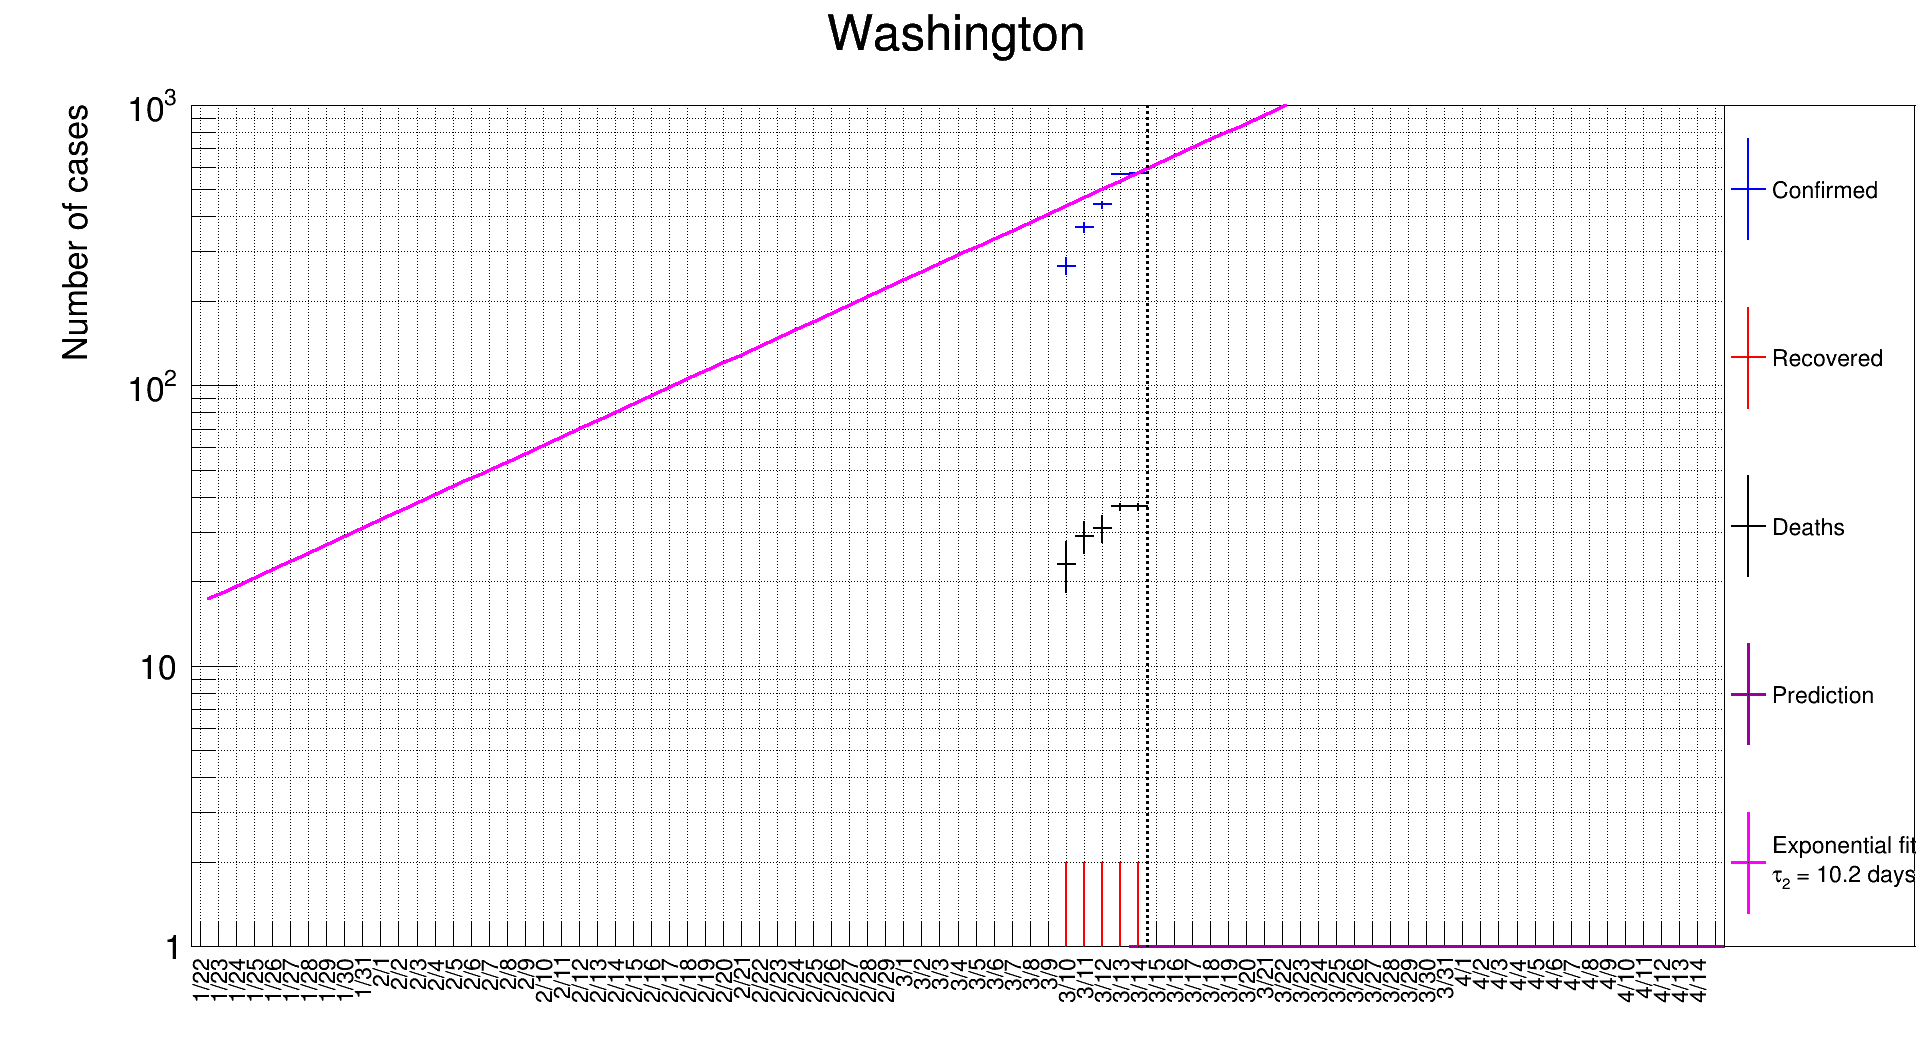 Washington
Number of cases
10³
10²
10
1
1/22 1/23 1/24 1/25 1/26 1/27 1/28 1/29 1/30 1/31 2/1 2/2 2/3 2/4 2/5 2/6 2/7 2/8 2/9 2/10 2/11 2/12 2/13 2/14 2/15 2/16 2/17 2/18 2/19 2/20 2/21 2/22 2/23 2/24 2/25 2/26 2/27 2/28 2/29 3/1 3/2 3/3 3/4 3/5 3/6 3/7 3/8 3/9 3/10 3/11 3/12 3/13 3/14 3/15 3/16 3/17 3/18 3/19 3/20 3/21 3/22 3/23 3/24 3/25 3/26 3/27 3/28 3/29 3/30 3/31 4/1 4/2 4/3 4/4 4/5 4/6 4/7 4/8 4/9 4/10 4/11 4/12 4/13 4/14
Confirmed
Recovered
Deaths
Prediction
Exponential fit
τ₂ = 10.2 days